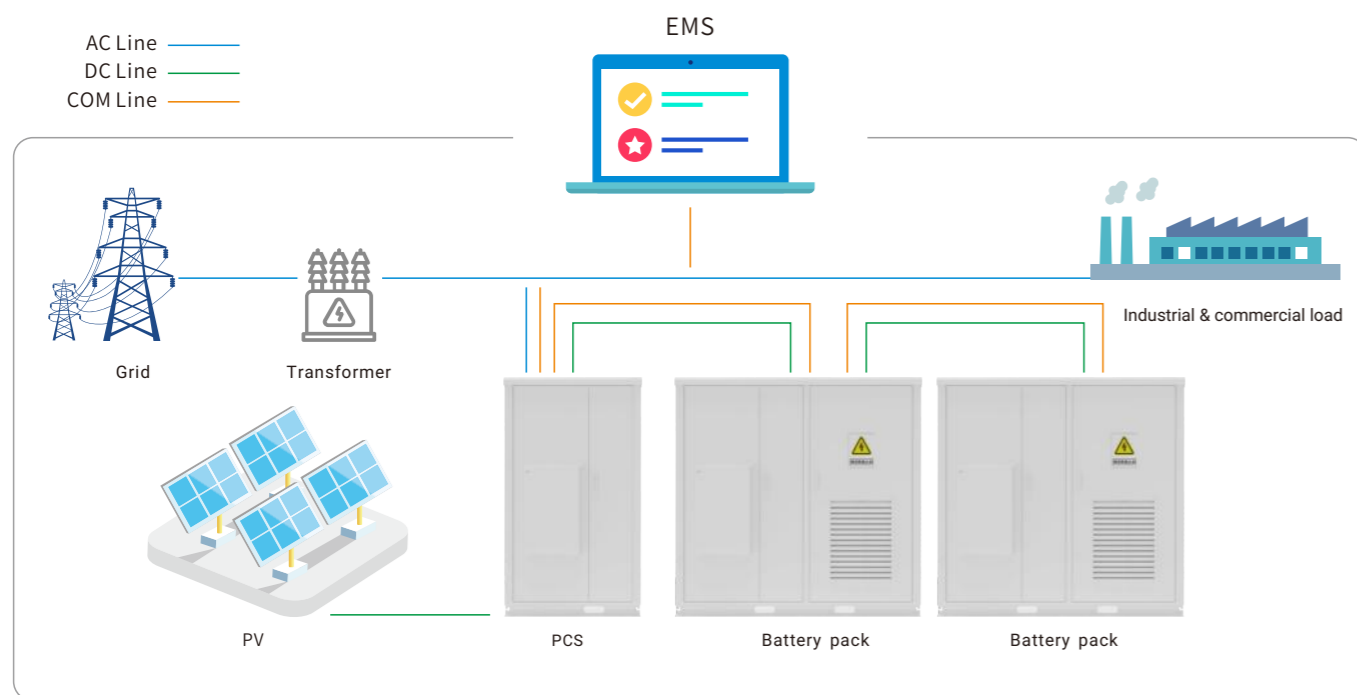 EMS
AC Line
DC Line
COM Line
Industrial & commercial load
Grid
Transformer
PV
PCS
Battery pack
Battery pack